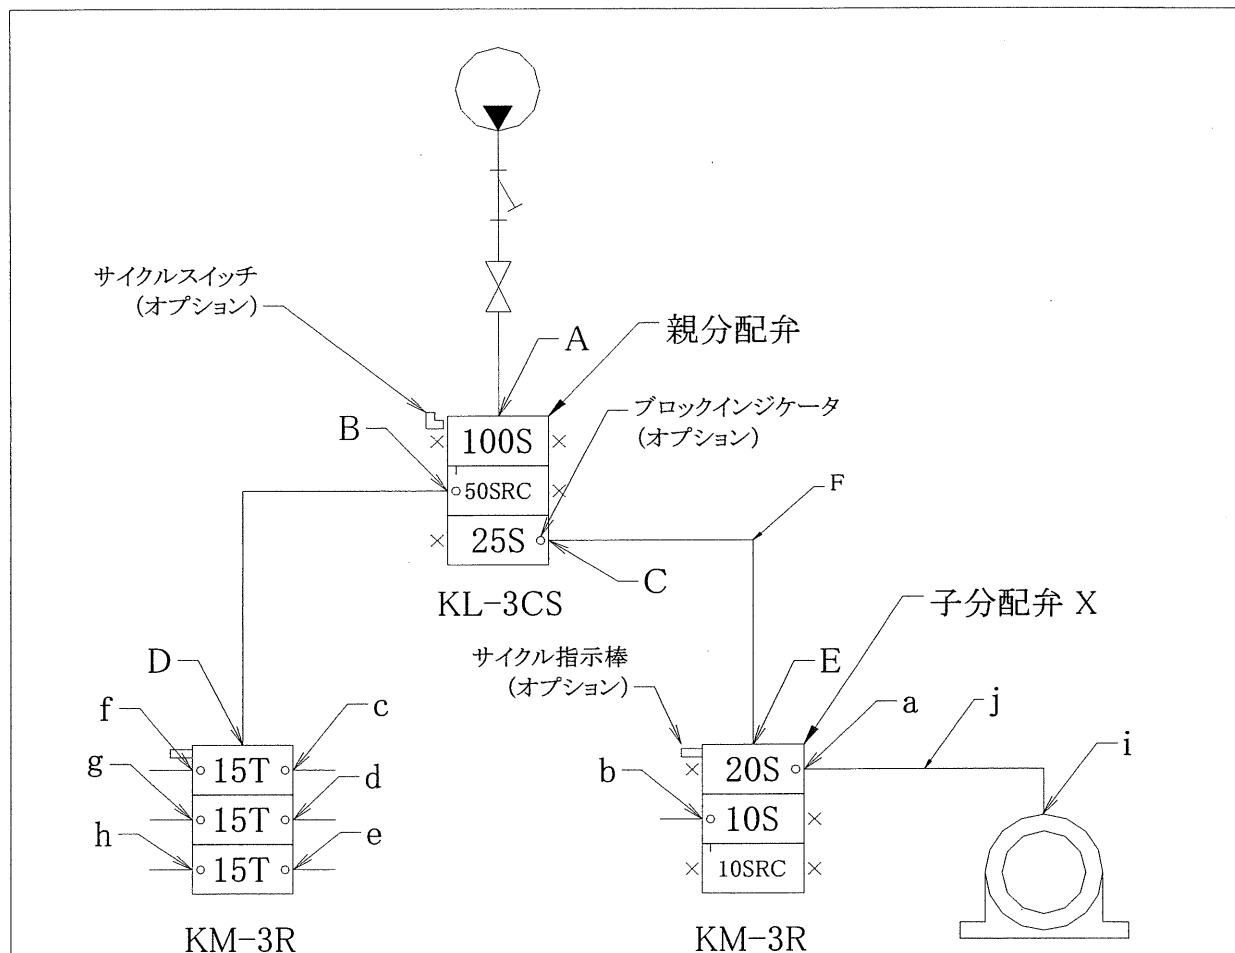 サイクルスイッチ
(オプション)
A
親分配弁
B
100S
ブロックインジケータ
(オプション)
50SRC
F
25S
C
KL-3CS
子分配弁 X
D
サイクル指示棒
(オプション)
E
a
j
i
f
c
15T
20S
g
d
b
15T
10S
h
e
15T
10SRC
KM-3R
KM-3R